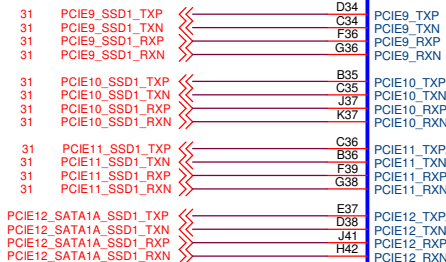 31 PCIE9_SSD1_TXP D34 PCIE9_TXP
31 PCIE9_SSD1_TXN C34 PCIE9_TXN
31 PCIE9_SSD1_RXP F36 PCIE9_RXP
31 PCIE9_SSD1_RXN G36 PCIE9_RXN
31 PCIE10_SSD1_TXP B35 PCIE10_TXP
31 PCIE10_SSD1_TXN C35 PCIE10_TXN
31 PCIE10_SSD1_RXP J37 PCIE10_RXP
31 PCIE10_SSD1_RXN K37 PCIE10_RXN
31 PCIE11_SSD1_TXP C36 PCIE11_TXP
31 PCIE11_SSD1_TXN B36 PCIE11_TXN
31 PCIE11_SSD1_RXP F39 PCIE11_RXP
31 PCIE11_SSD1_RXN G38 PCIE11_RXN
PCIE12_SATA1A_SSD1_TXP E37 PCIE12_TXP
PCIE12_SATA1A_SSD1_TXN D38 PCIE12_TXN
PCIE12_SATA1A_SSD1_RXP J41 PCIE12_RXP
PCIE12_SATA1A_SSD1_RXN H42 PCIE12_RXN